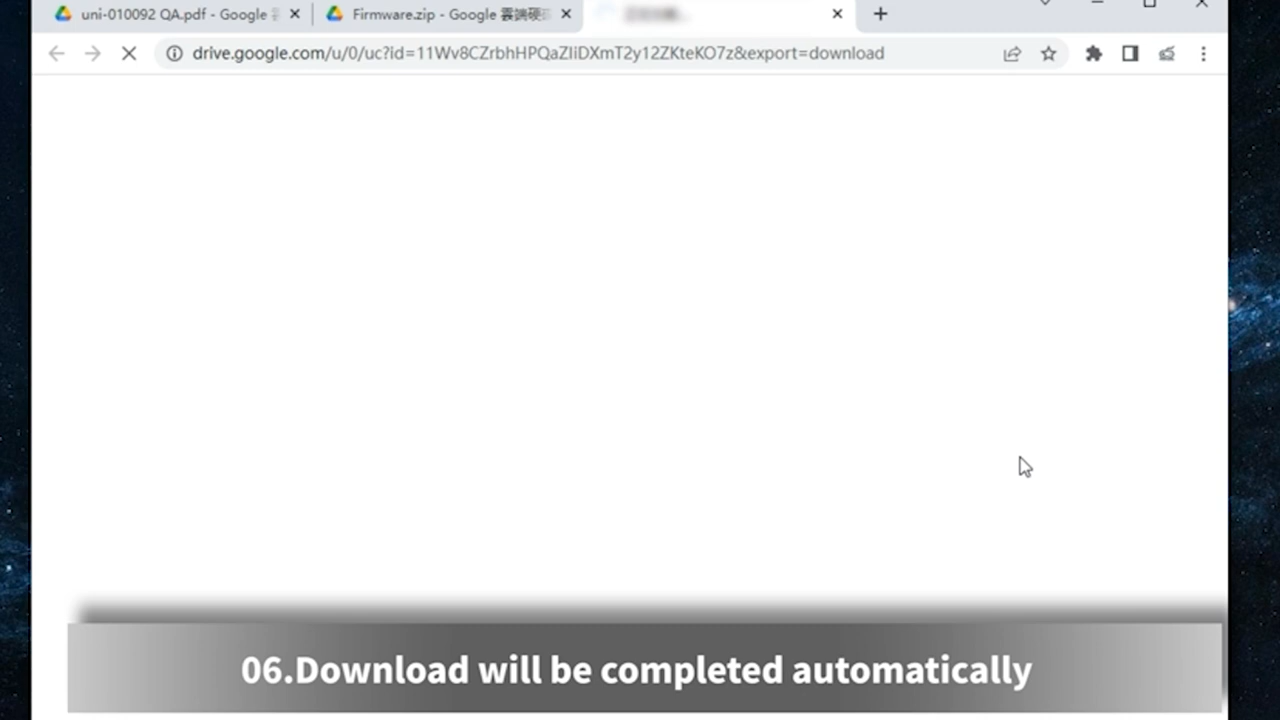 uni-010092 QA.pdf - Google
Firmware.zip - Google 雲端硬
drive.google.com/u/0/uc?id=11Wv8CZrbhHPQaZIiDXmT2y12ZKteKO7z&export=download
06.Download will be completed automatically